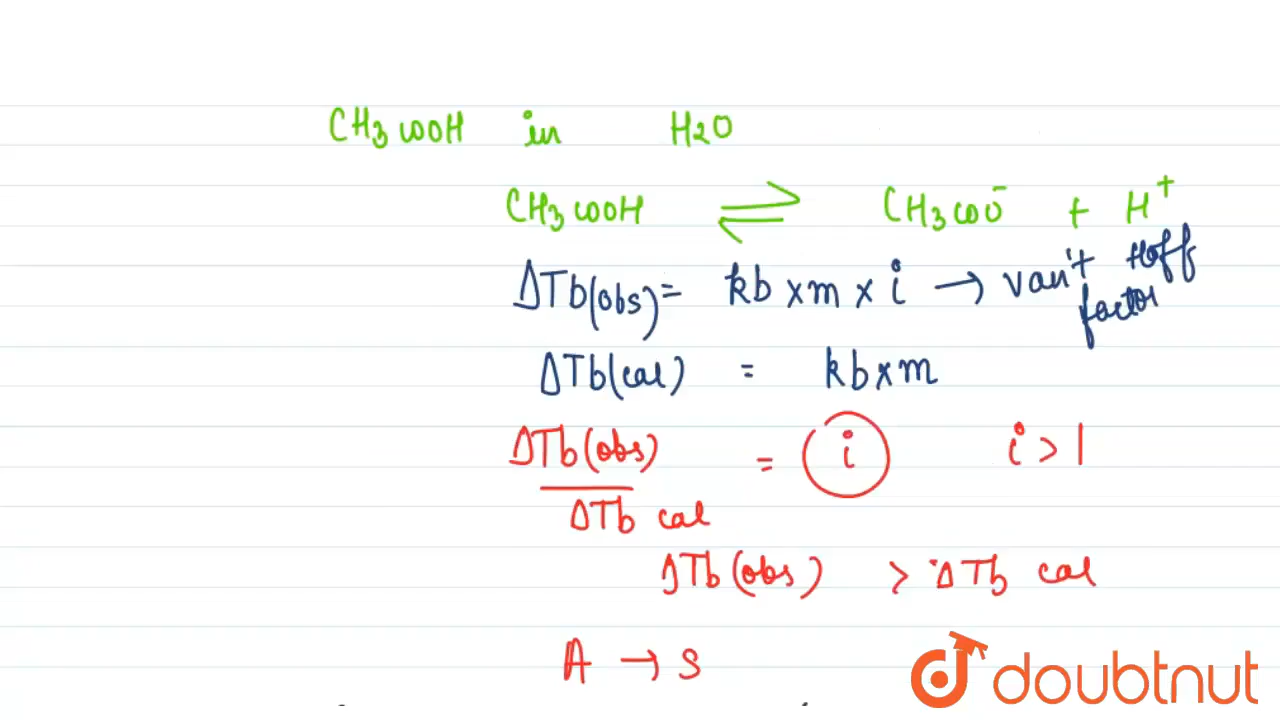 CH3COOH in H2O
CH3COOH ⇌ CH3COO⁻ + H⁺
ΔTb(obs) = kb × m × i → van't Hoff factor
ΔTb(cal) = kb × m
ΔTb(obs) / ΔTb cal = i i > 1
ΔTb(obs) > ΔTb cal
A → S
doubtnut